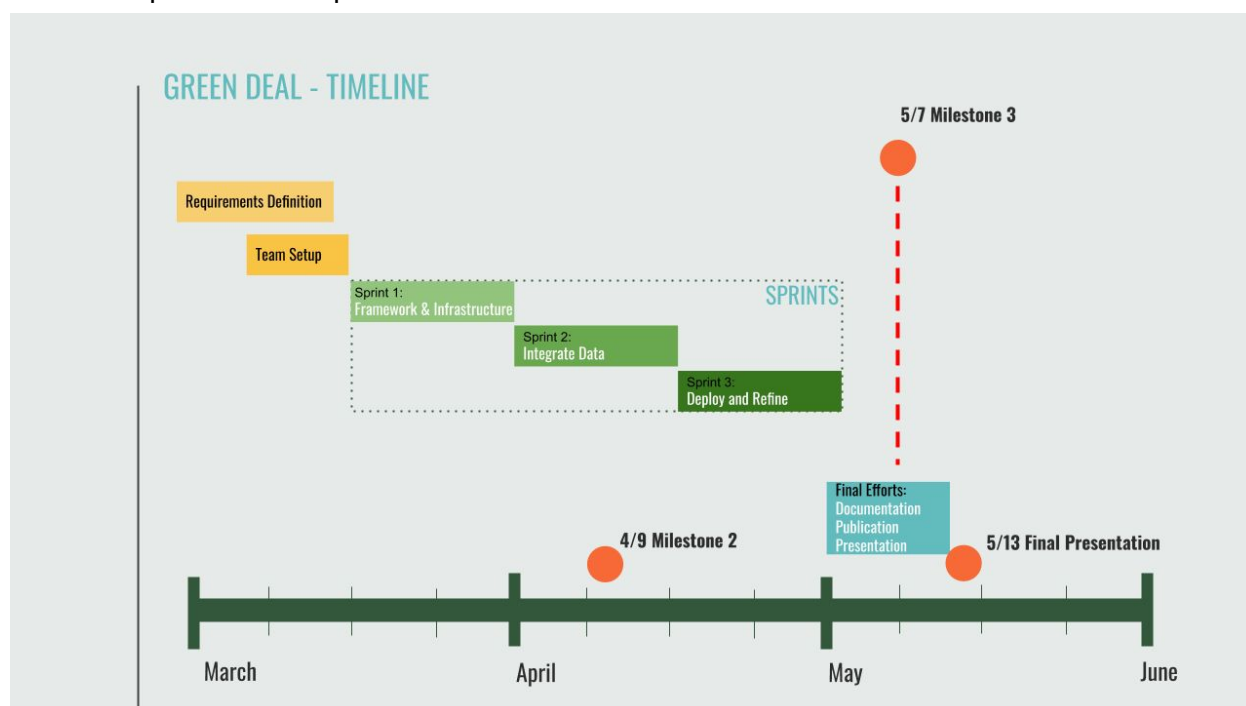 GREEN DEAL - TIMELINE
5/7 Milestone 3
Requirements Definition
Team Setup
SPRINTS
Sprint 1:
Framework & Infrastructure
Sprint 2:
Integrate Data
Sprint 3:
Deploy and Refine
Final Efforts:
Documentation
Publication
Presentation
4/9 Milestone 2
5/13 Final Presentation
March
April
May
June